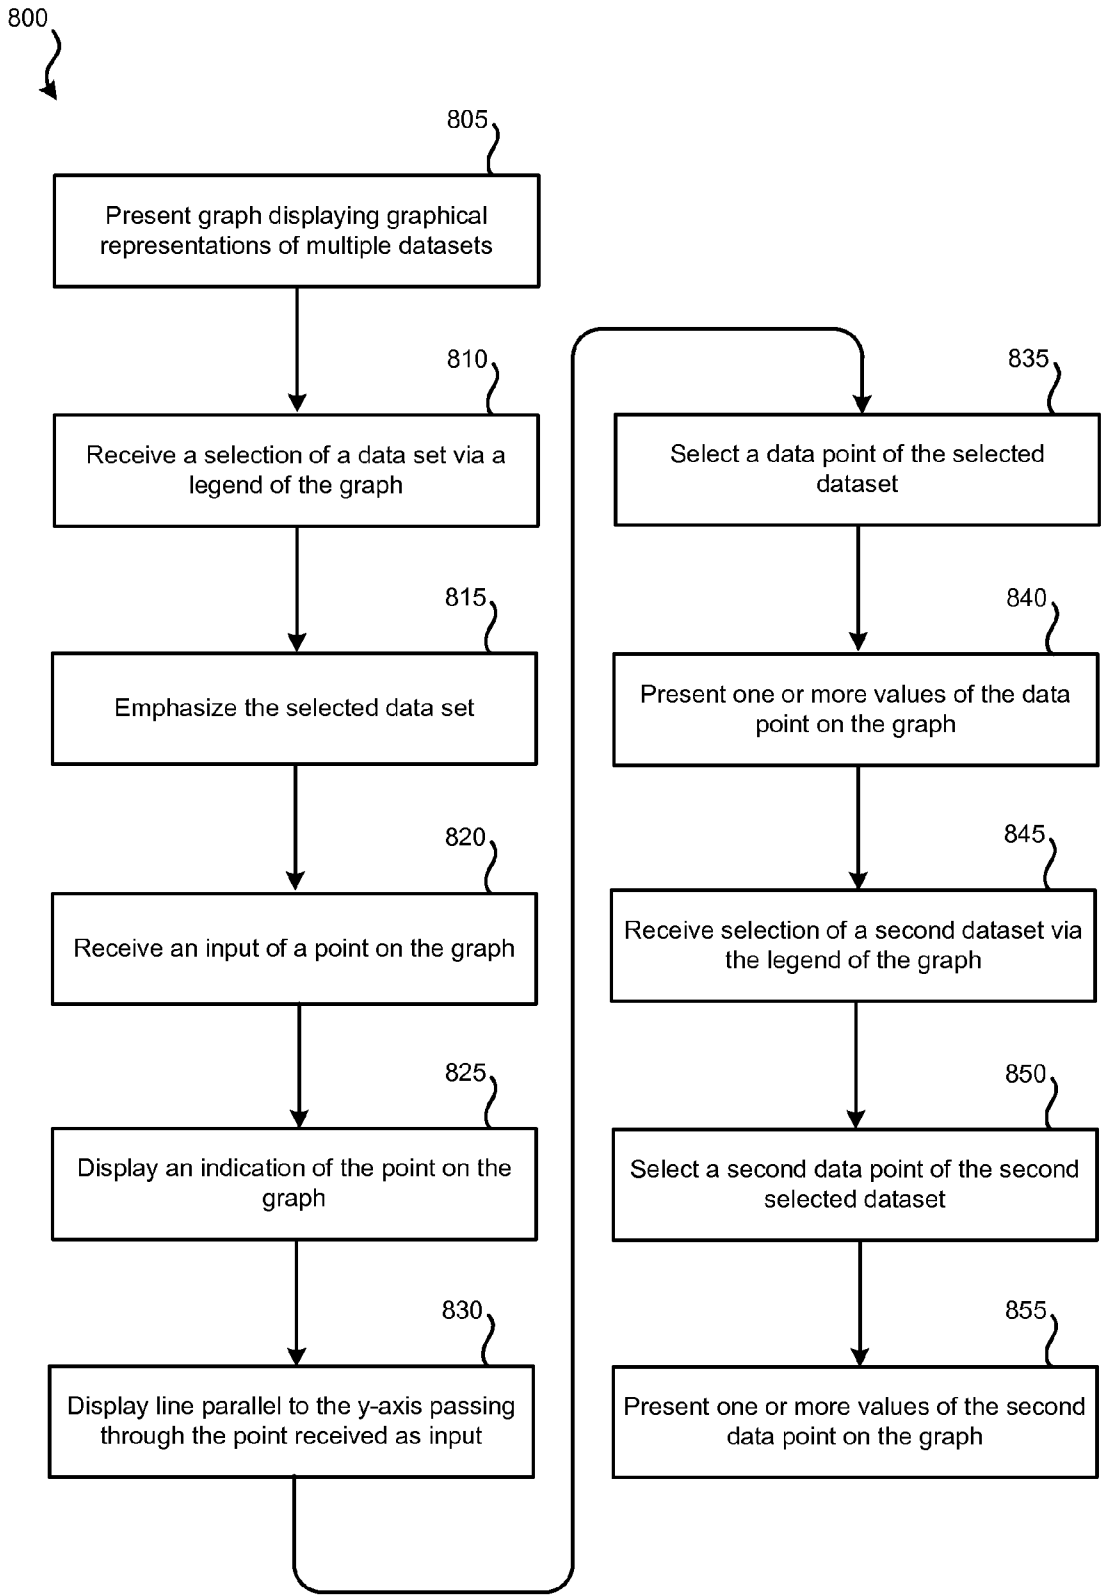 800
805
Present graph displaying graphical
representations of multiple datasets
810
Receive a selection of a data set via a
legend of the graph
815
Emphasize the selected data set
820
Receive an input of a point on the graph
825
Display an indication of the point on the
graph
830
Display line parallel to the y-axis passing
through the point received as input
835
Select a data point of the selected
dataset
840
Present one or more values of the data
point on the graph
845
Receive selection of a second dataset via
the legend of the graph
850
Select a second data point of the second
selected dataset
855
Present one or more values of the second
data point on the graph